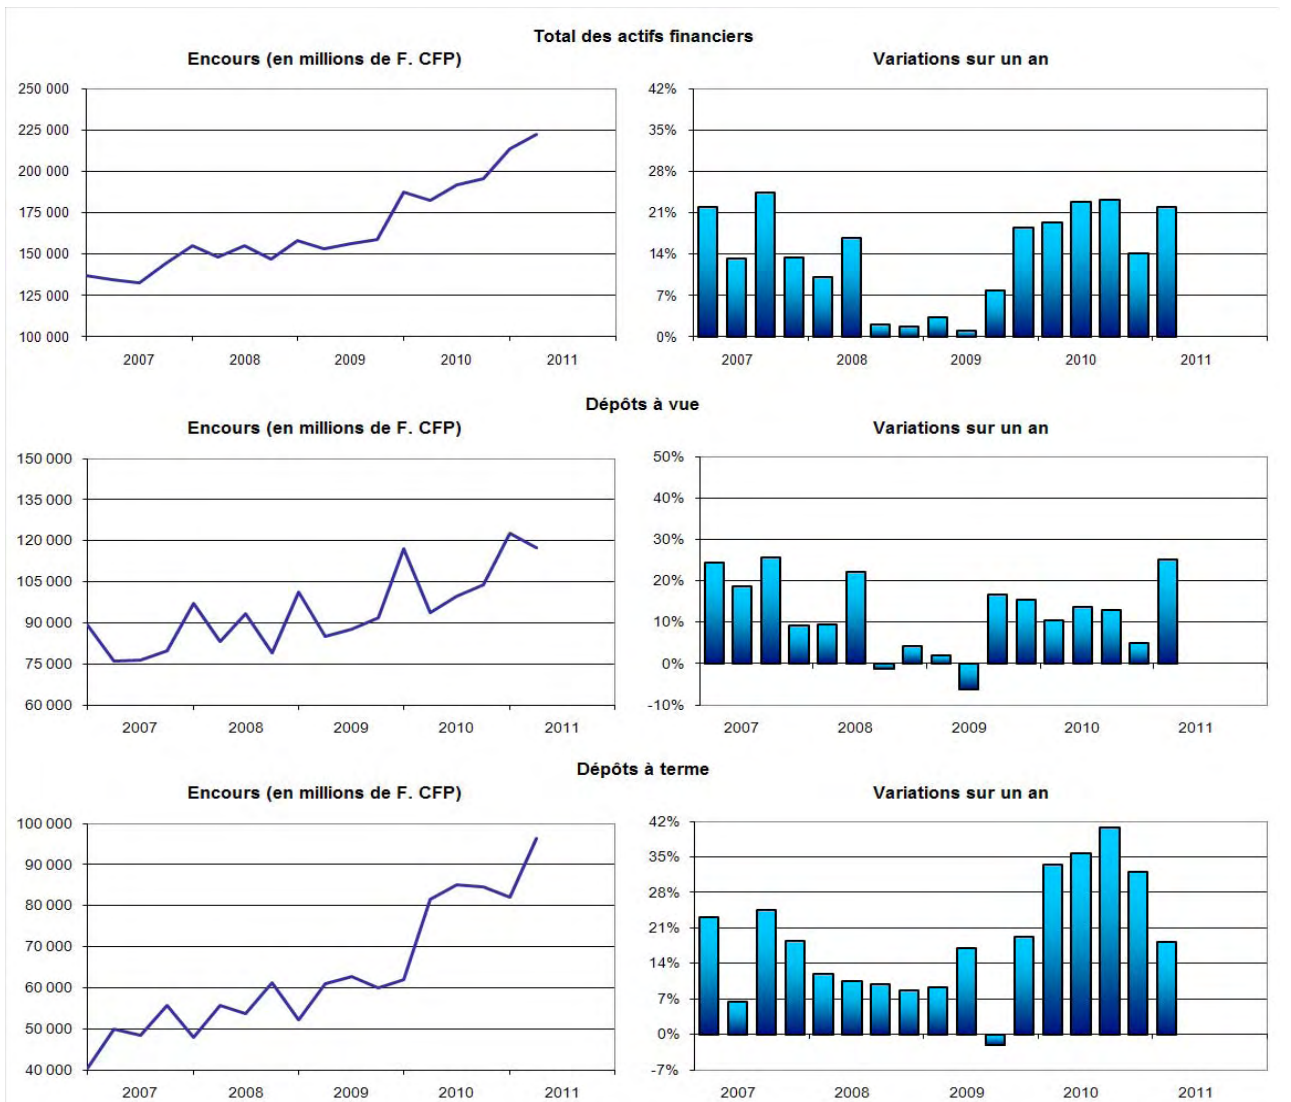 Total des actifs financiers
Encours (en millions de F. CFP)
Variations sur un an
250 000
225 000
200 000
175 000
150 000
125 000
100 000
2007 2008 2009 2010 2011
42%
35%
28%
21%
14%
7%
0%
2007 2008 2009 2010 2011
Dépôts à vue
Encours (en millions de F. CFP)
Variations sur un an
150 000
135 000
120 000
105 000
90 000
75 000
60 000
2007 2008 2009 2010 2011
50%
40%
30%
20%
10%
0%
-10%
2007 2008 2009 2010 2011
Dépôts à terme
Encours (en millions de F. CFP)
Variations sur un an
100 000
90 000
80 000
70 000
60 000
50 000
40 000
2007 2008 2009 2010 2011
42%
35%
28%
21%
14%
7%
0%
-7%
2007 2008 2009 2010 2011